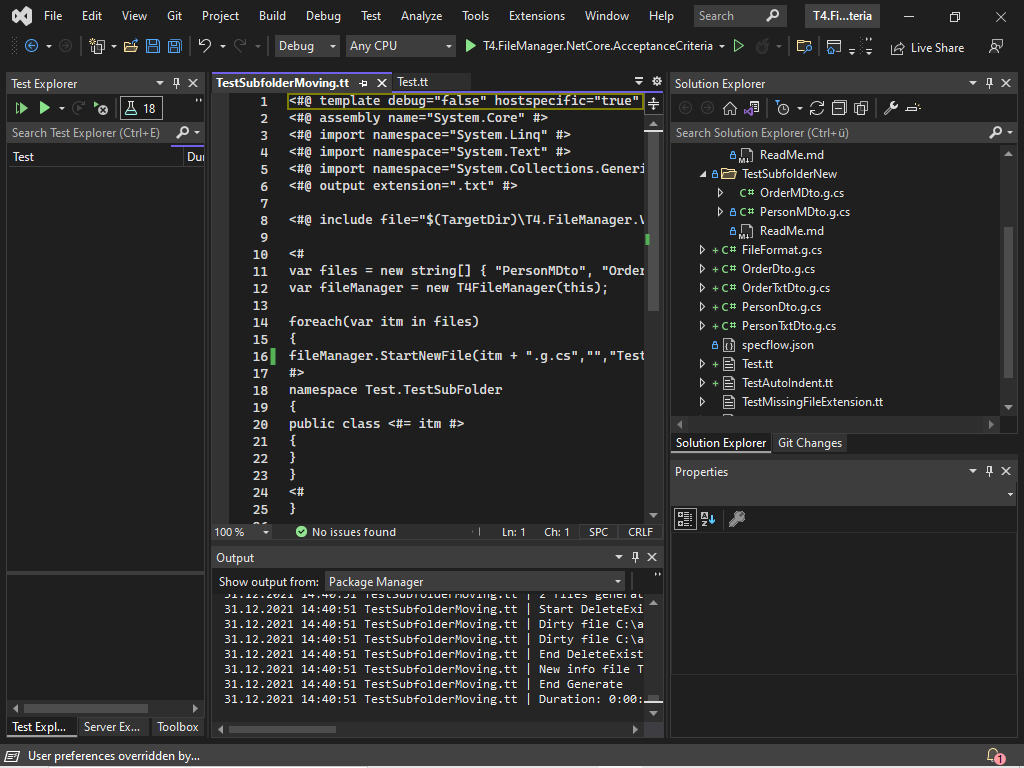 File Edit View Git Project Build Debug Test Analyze Tools Extensions Window Help Search T4.Fi...teria
Debug Any CPU T4.FileManager.NetCore.AcceptanceCriteria Live Share
Test Explorer
18
Search Test Explorer (Ctrl+E)
Test Dur
TestSubfolderMoving.tt Test.tt
1 <#@ template debug="false" hostspecific="true"
2 <#@ assembly name="System.Core" #>
3 <#@ import namespace="System.Linq" #>
4 <#@ import namespace="System.Text" #>
5 <#@ import namespace="System.Collections.Generi
6 <#@ output extension=".txt" #>
7
8 <#@ include file="$(TargetDir)\T4.FileManager.V
9
10 <#
11 var files = new string[] { "PersonMDto", "Order
12 var fileManager = new T4FileManager(this);
13
14 foreach(var itm in files)
15 {
16 fileManager.StartNewFile(itm + ".g.cs","","Test
17 #>
18 namespace Test.TestSubFolder
19 {
20 public class <#= itm #>
21 {
22 }
23 }
24 <#
25 }
100 % No issues found Ln: 1 Ch: 1 SPC CRLF
Output
Show output from: Package Manager
31.12.2021 14:40:51 TestSubfolderMoving.tt | 2 files generat
31.12.2021 14:40:51 TestSubfolderMoving.tt | Start DeleteExi
31.12.2021 14:40:51 TestSubfolderMoving.tt | Dirty file C:\a
31.12.2021 14:40:51 TestSubfolderMoving.tt | Dirty file C:\a
31.12.2021 14:40:51 TestSubfolderMoving.tt | End DeleteExist
31.12.2021 14:40:51 TestSubfolderMoving.tt | New info file T
31.12.2021 14:40:51 TestSubfolderMoving.tt | End Generate
31.12.2021 14:40:51 TestSubfolderMoving.tt | Duration: 0:00:
Solution Explorer
Search Solution Explorer (Ctrl+ü)
ReadMe.md
TestSubfolderNew
C# OrderMDto.g.cs
C# PersonMDto.g.cs
ReadMe.md
C# FileFormat.g.cs
C# OrderDto.g.cs
C# OrderTxtDto.g.cs
C# PersonDto.g.cs
C# PersonTxtDto.g.cs
specflow.json
Test.tt
TestAutoIndent.tt
TestMissingFileExtension.tt
Solution Explorer Git Changes
Properties
Test Expl... Server Ex... Toolbox
User preferences overridden by...
1